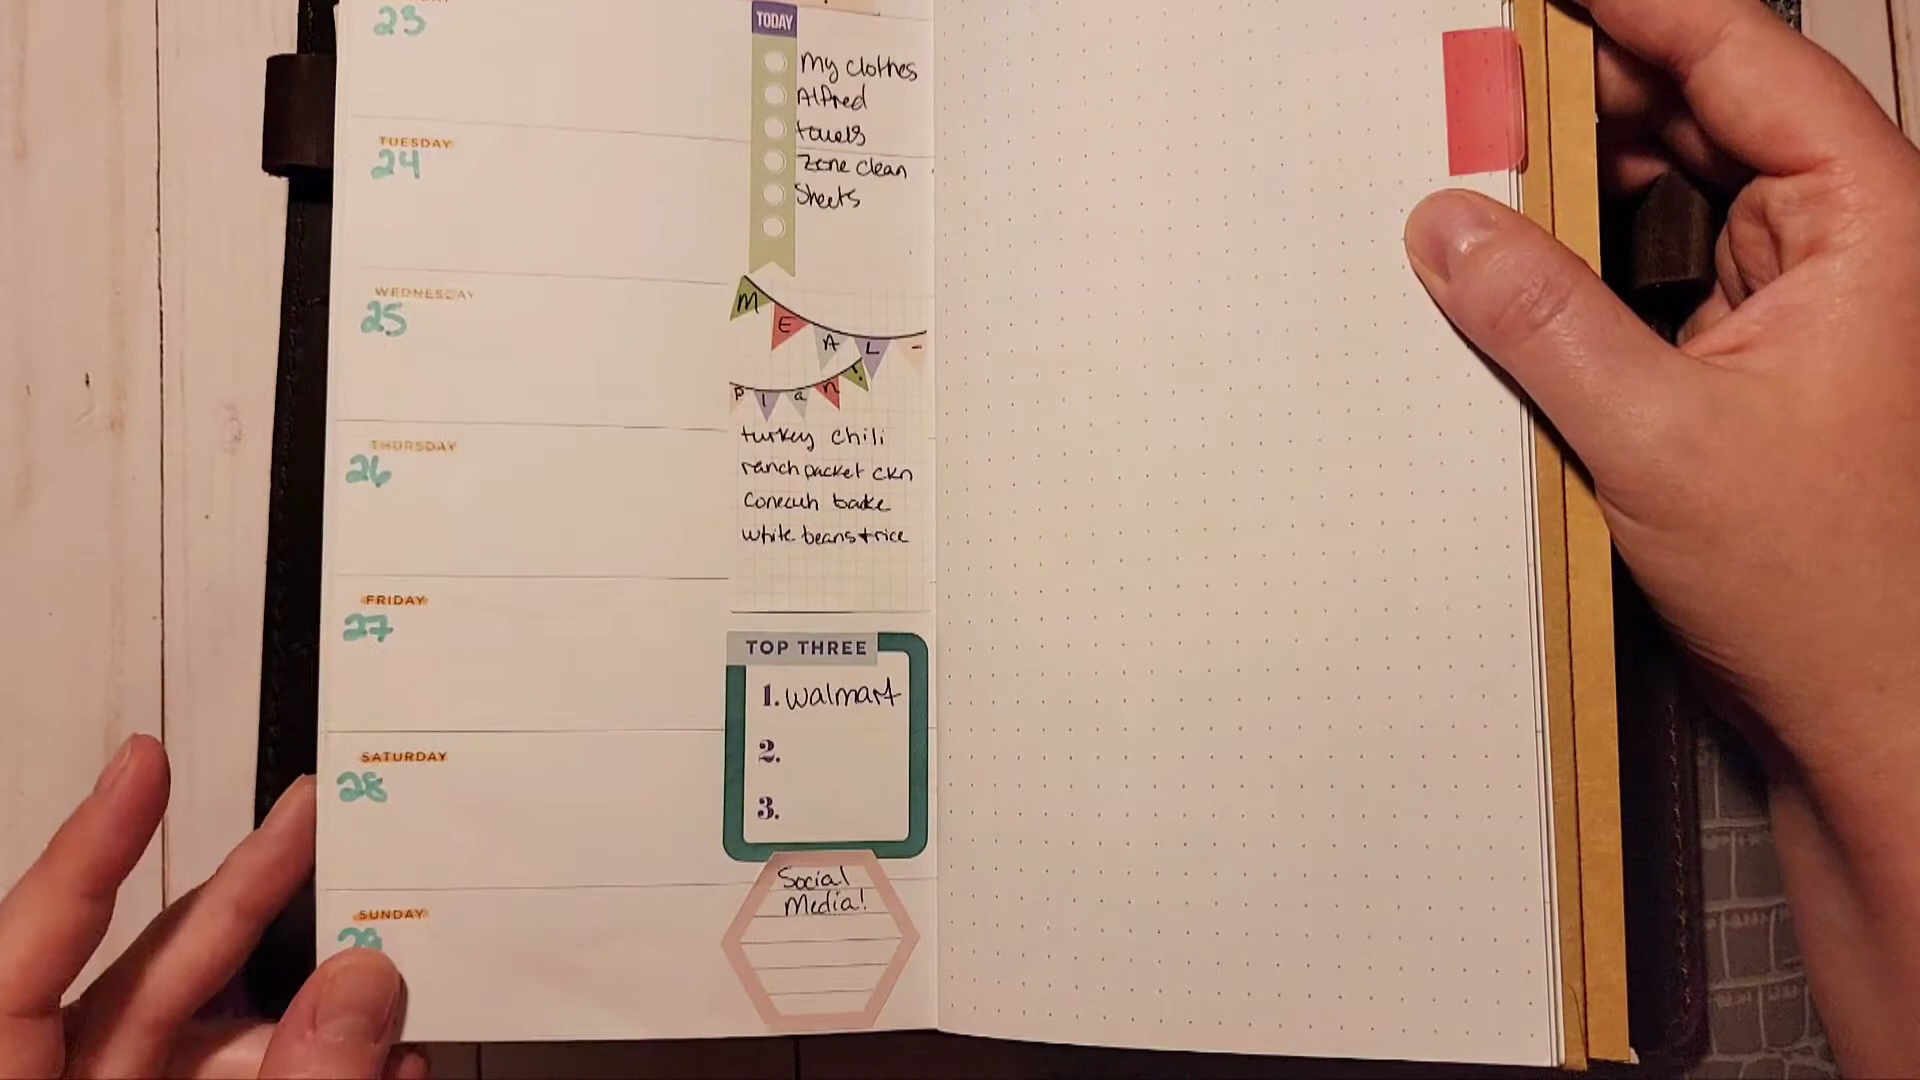 23
TUESDAY
24
WEDNESDAY
25
THURSDAY
26
FRIDAY
27
SATURDAY
28
SUNDAY
29
TODAY
My clothes
Alfred
towels
Zone clean
Sheets
MEAL-
plan!
turkey chili
ranch packet ckn
Conecuh bake
white beans + rice
TOP THREE
1. Walmart
2.
3.
Social
Media!